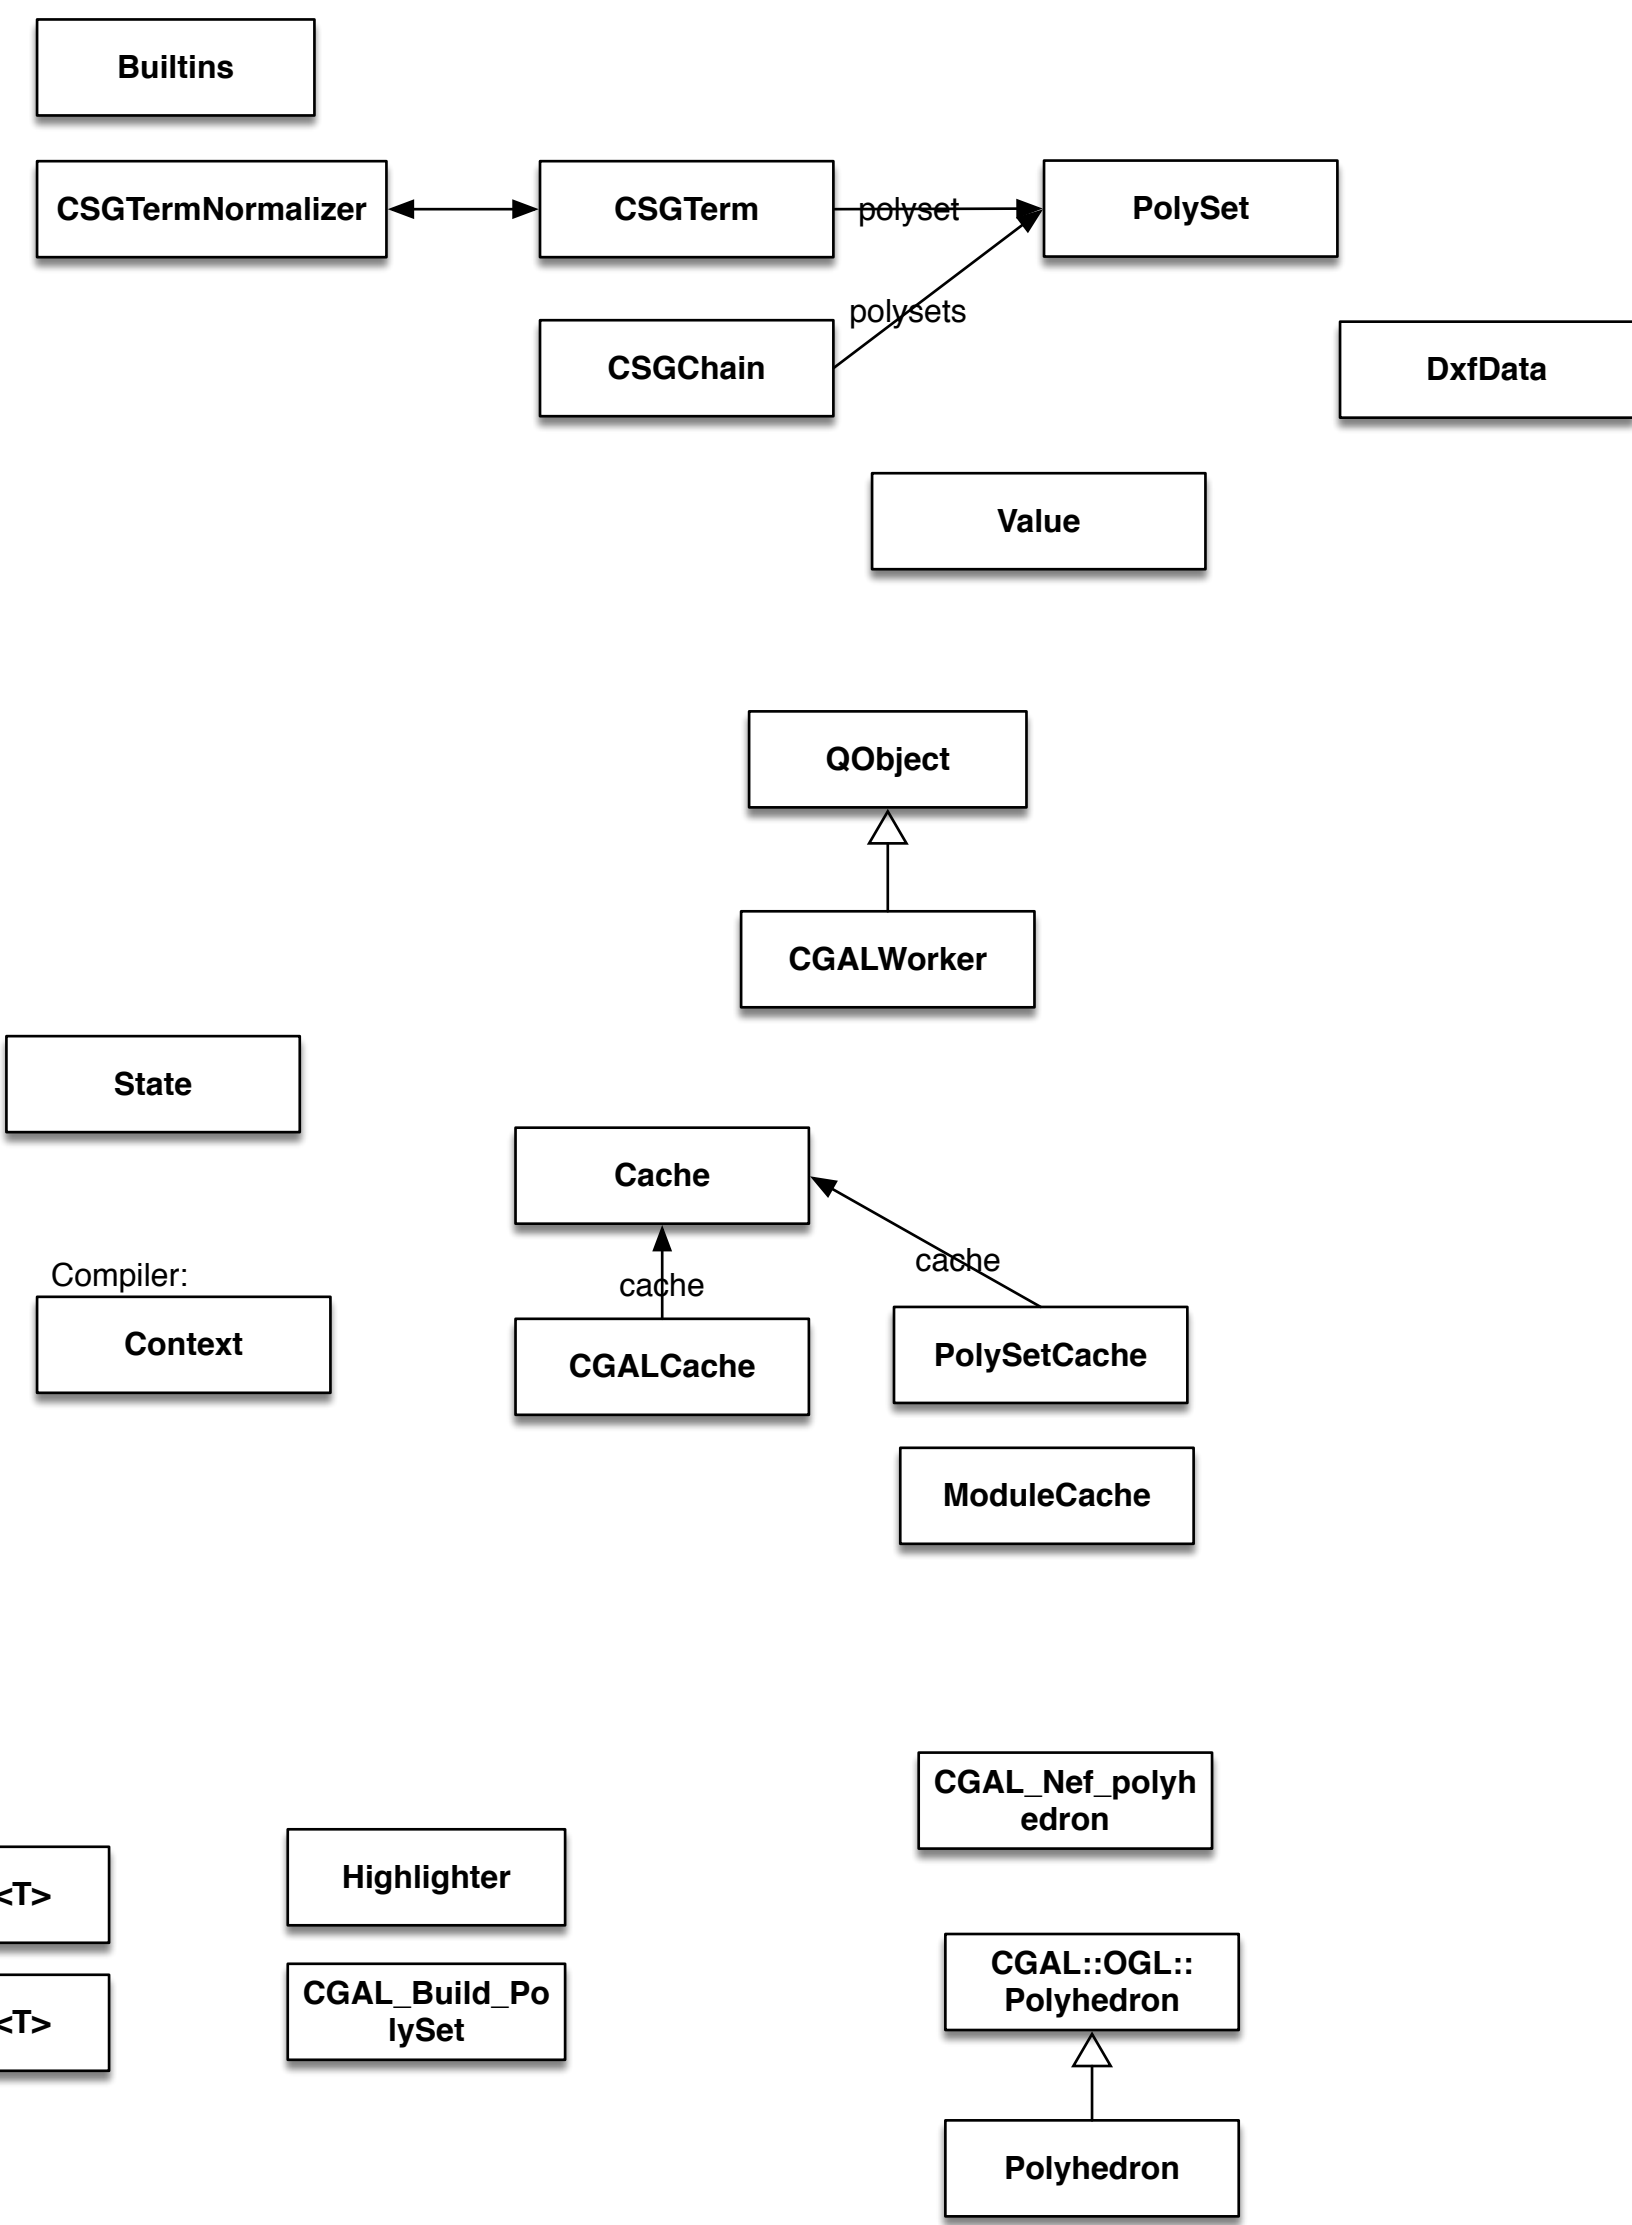 Builtins
CSGTermNormalizer
CSGTerm
polyset
PolySet
polysets
CSGChain
DxfData
Value
QObject
CGALWorker
State
Cache
cache
Compiler:
cache
Context
CGALCache
PolySetCache
ModuleCache
CGAL_Nef_polyh
edron
<T>
Highlighter
CGAL::OGL::
Polyhedron
<T>
CGAL_Build_Po
lySet
Polyhedron